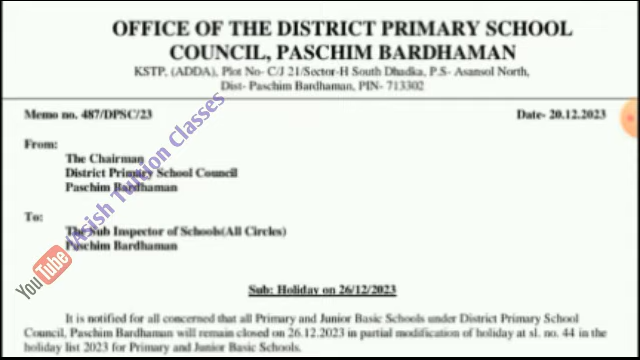 OFFICE OF THE DISTRICT PRIMARY SCHOOL
COUNCIL, PASCHIM BARDHAMAN
KSTP, (ADDA), Plot No- C/J 21/Sector-H South Dhadka, P.S- Asansol North,
Dist- Paschim Bardhaman, PIN- 713302
Memo no. 487/DPSC/23
Date- 20.12.2023
From:
The Chairman
District Primary School Council
Paschim Bardhaman
To:
The Sub Inspector of Schools(All Circles)
Paschim Bardhaman
YouTube Asish Tuition Classes
Sub: Holiday on 26/12/2023
It is notified for all concerned that all Primary and Junior Basic Schools under District Primary School
Council, Paschim Bardhaman will remain closed on 26.12.2023 in partial modification of holiday at sl. no. 44 in the
holiday list 2023 for Primary and Junior Basic Schools.